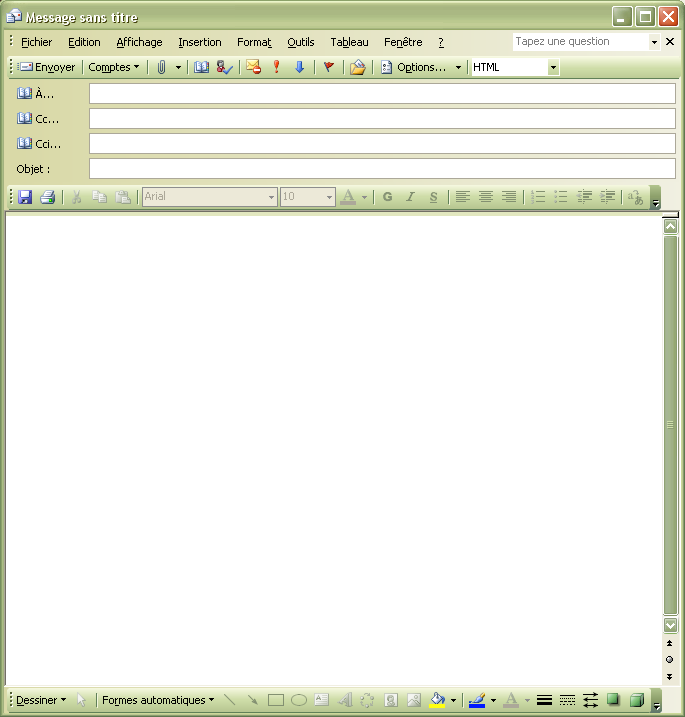 Message sans titre
Fichier Edition Affichage Insertion Format Outils Tableau Fenêtre ? Tapez une question
Envoyer Comptes Options... HTML
À...
Cc...
Cci...
Objet :
Arial 10 A G I S
Dessiner Formes automatiques A A